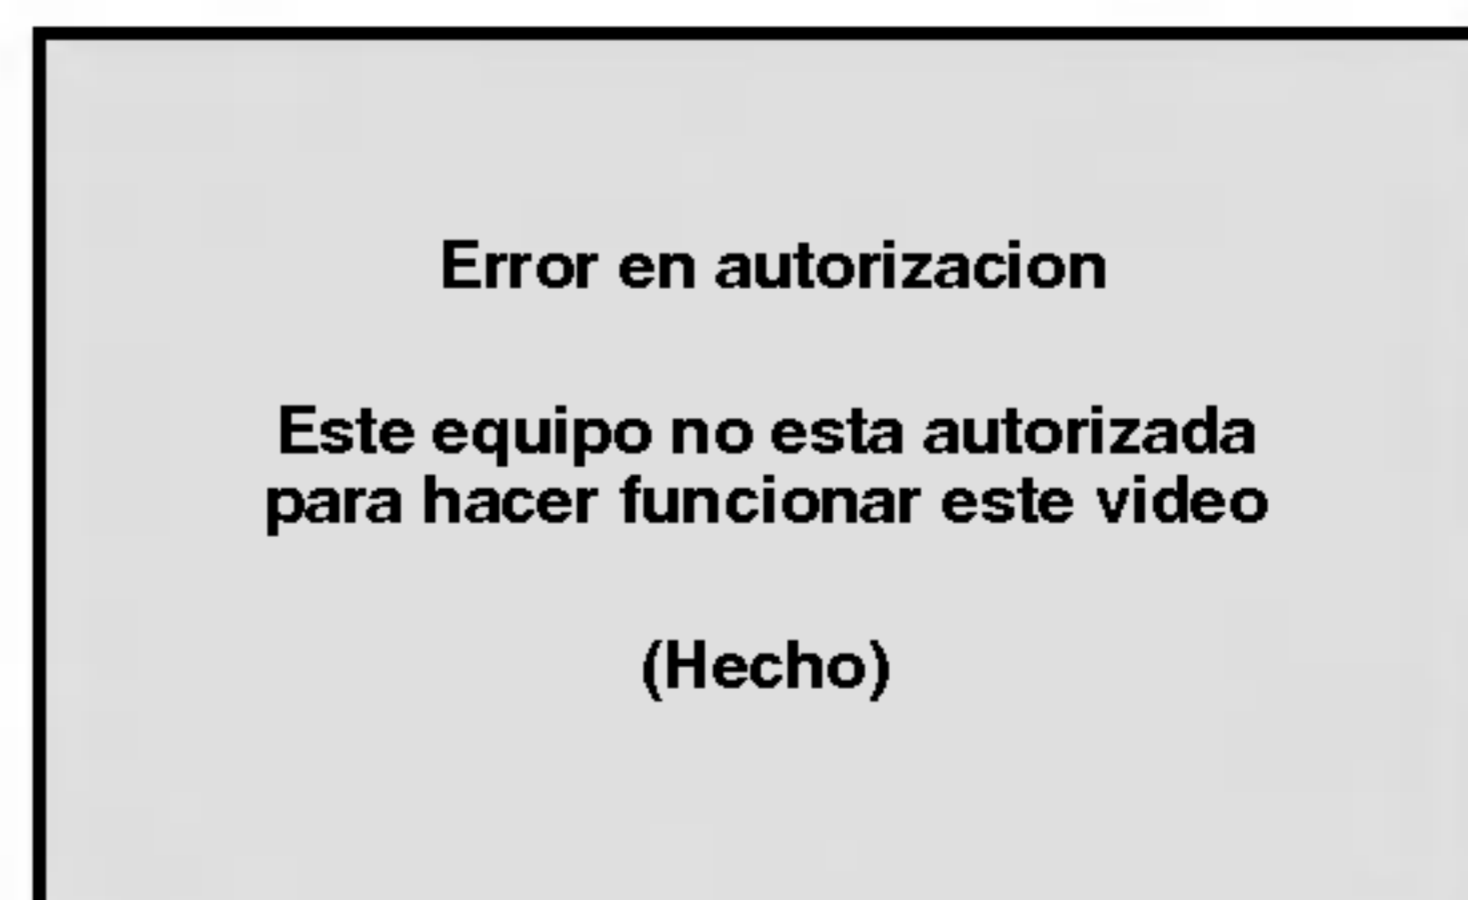 Error en autorizacion
Este equipo no esta autorizada
para hacer funcionar este video
(Hecho)